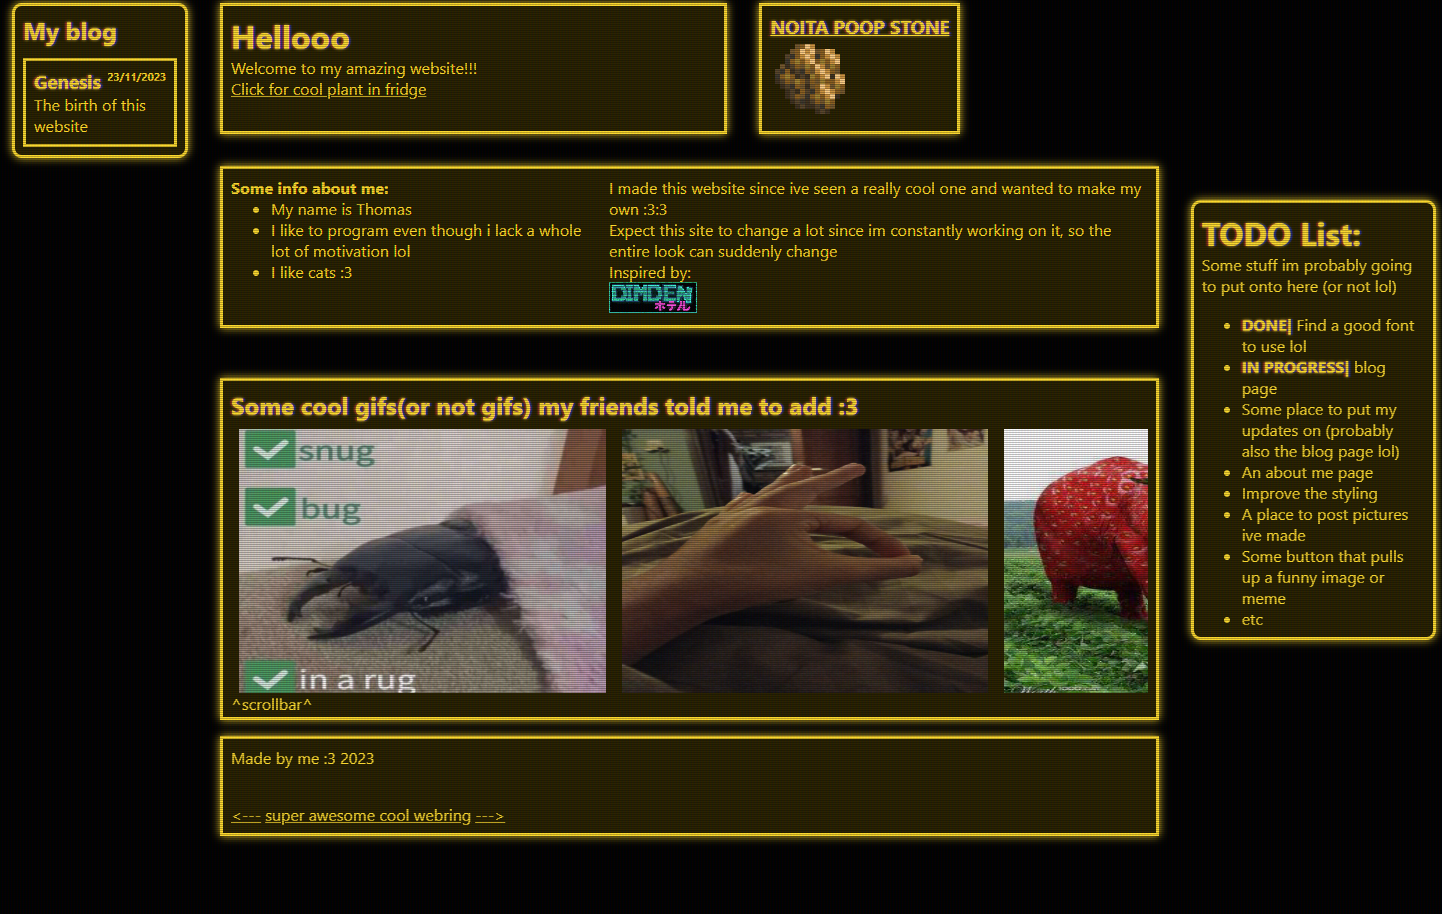 My blog
Genesis 23/11/2023
The birth of this
website
Hellooo
Welcome to my amazing website!!!
Click for cool plant in fridge
NOITA POOP STONE
Some info about me:
My name is Thomas
I like to program even though i lack a whole
lot of motivation lol
I like cats :3
I made this website since ive seen a really cool one and wanted to make my
own :3:3
Expect this site to change a lot since im constantly working on it, so the
entire look can suddenly change
Inspired by:
DIMDEN
ホテル
TODO List:
Some stuff im probably going
to put onto here (or not lol)
DONE| Find a good font
to use lol
IN PROGRESS| blog
page
Some place to put my
updates on (probably
also the blog page lol)
An about me page
Improve the styling
A place to post pictures
ive made
Some button that pulls
up a funny image or
meme
etc
Some cool gifs(or not gifs) my friends told me to add :3
snug
bug
in a rug
^scrollbar^
Made by me :3 2023
<--- super awesome cool webring --->